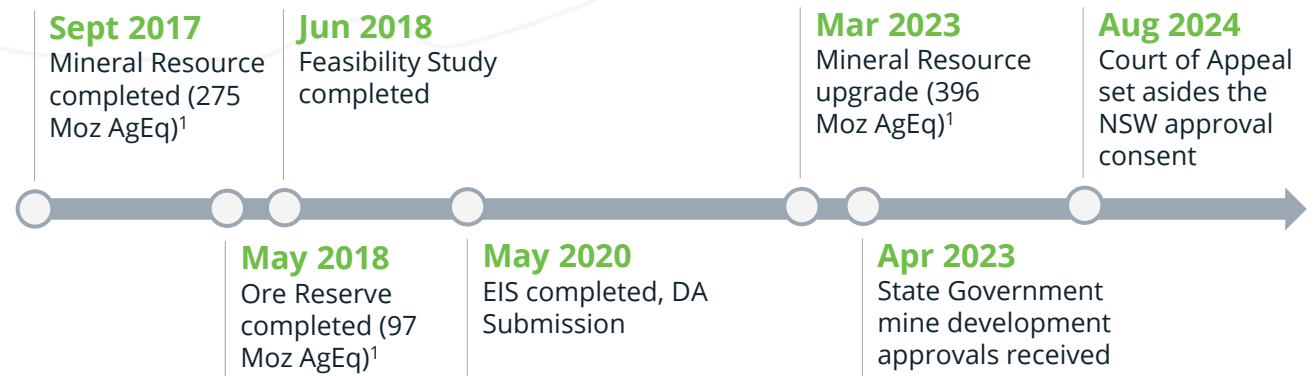 Sept 2017
Mineral Resource
completed (275
Moz AgEq)1
Jun 2018
Feasibility Study
completed
Mar 2023
Mineral Resource
upgrade (396
Moz AgEq)1
Aug 2024
Court of Appeal
set asides the
NSW approval
consent
May 2018
Ore Reserve
completed (97
Moz AgEq)1
May 2020
EIS completed, DA
Submission
Apr 2023
State Government
mine development
approvals received